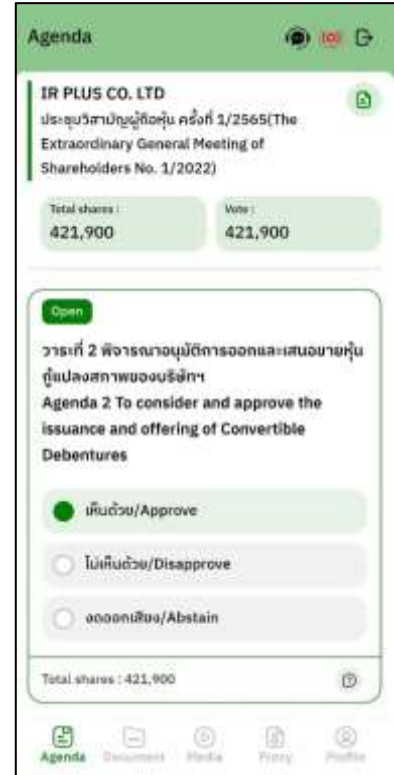 Agenda
IR PLUS CO. LTD
ประชุมวิสามัญผู้ถือหุ้น ครั้งที่ 1/2565(The
Extraordinary General Meeting of
Shareholders No. 1/2022)
Total shares :
Vote :
421,900
421,900
Open
วาระที่ 2 พิจารณาอนุมัติการออกและเสนอขายหุ้น
กู้แปลงสภาพของบริษัทฯ
Agenda 2 To consider and approve the
issuance and offering of Convertible
Debentures
เห็นด้วย/Approve
ไม่เห็นด้วย/Disapprove
งดออกเสียง/Abstain
Total shares : 421,900
Agenda
Document
Media
Proxy
Profile